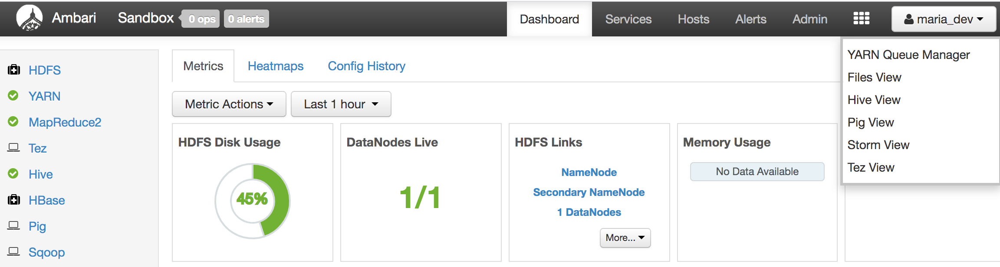 Ambari Sandbox 0 ops 0 alerts Dashboard Services Hosts Alerts Admin maria_dev
YARN Queue Manager
Files View
Hive View
Pig View
Storm View
Tez View
HDFS
YARN
MapReduce2
Tez
Hive
HBase
Pig
Sqoop
Metrics Heatmaps Config History
Metric Actions Last 1 hour
HDFS Disk Usage
45%
DataNodes Live
1/1
HDFS Links
NameNode
Secondary NameNode
1 DataNodes
More...
Memory Usage
No Data Available